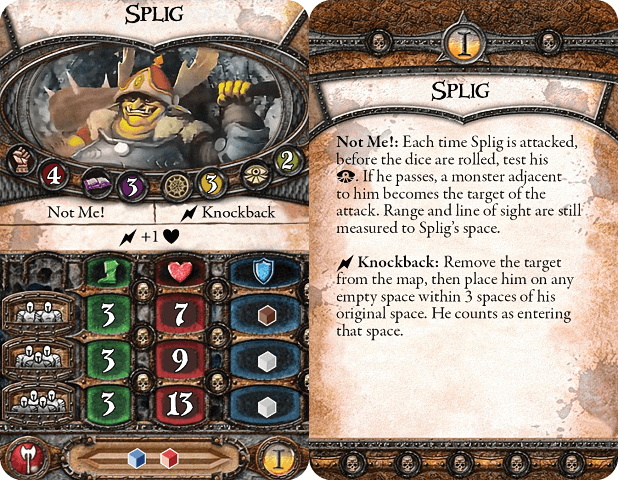 Splig
4
3
3
2
Not Me!
Knockback
+1
3 7
3 9
3 13
I
I
Splig
Not Me!: Each time Splig is attacked,
before the dice are rolled, test his
. If he passes, a monster adjacent
to him becomes the target of the
attack. Range and line of sight are still
measured to Splig's space.
Knockback: Remove the target
from the map, then place him on any
empty space within 3 spaces of his
original space. He counts as entering
that space.